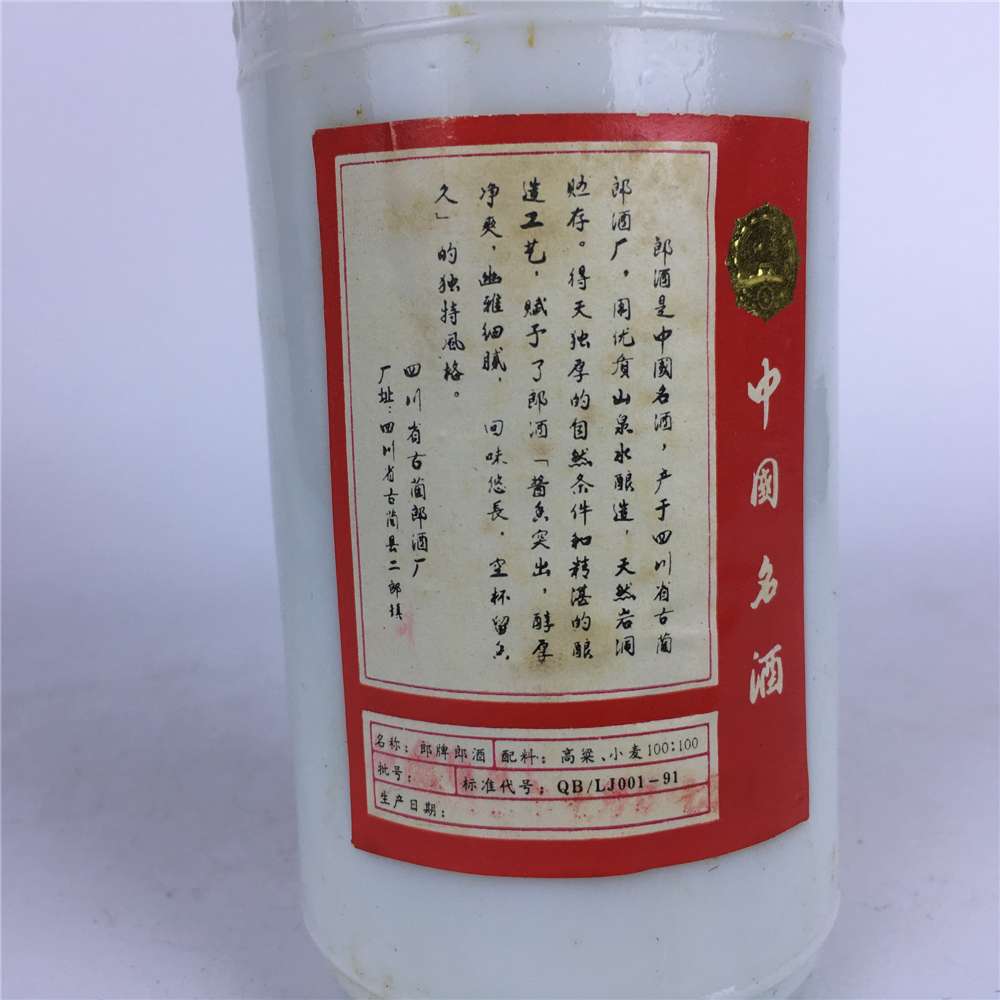 中國名酒
郎酒是中國名酒，产于四川省古蔺
郎酒厂，用优质山泉水酿造，天然岩洞
贮存。得天独厚的自然条件和精湛的酿
造工艺，赋予了郎酒「酱香突出，醇厚
净爽，幽雅细腻，回味悠長，空杯留香
久」的独特风格。
四川省古蔺郎酒厂
厂址：四川省古蔺县二郎镇
名称：郎牌郎酒 配料：高粱、小麦100:100
批号： 标准代号：QB/LJ001-91
生产日期：